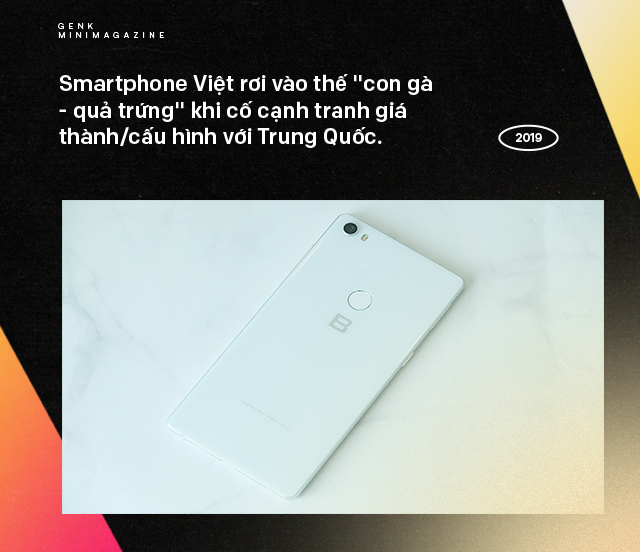 GENK
MINIMAGAZINE
Smartphone Việt rơi vào thế "con gà
- quả trứng" khi cố cạnh tranh giá
thành/cấu hình với Trung Quốc.
2019
B